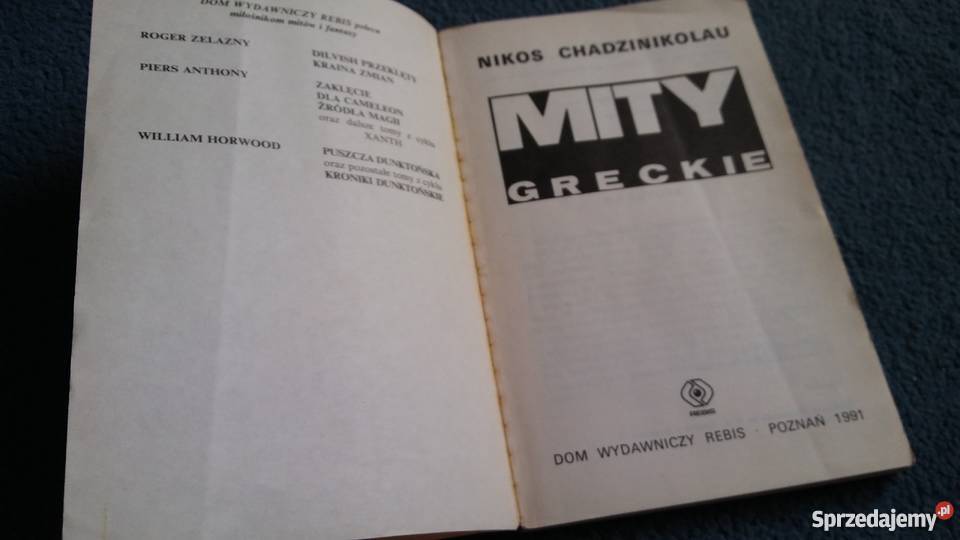 DOM WYDAWNICZY REBIS poleca
miłośnikom mitów i fantasy
ROGER ZELAZNY
DILVISH PRZEKLĘTY
KRAINA ZMIAN
PIERS ANTHONY
ZAKLĘCIE
DLA CAMELEON
ŹRÓDŁA MAGII
oraz dalsze tomy z cyklu
XANTH
WILLIAM HORWOOD
PUSZCZA DUNKTOŃSKA
oraz pozostałe tomy z cyklu
KRONIKI DUNKTOŃSKIE
NIKOS CHADZINIKOLAU
MITY
GRECKIE
REBIS
DOM WYDAWNICZY REBIS · POZNAŃ 1991
Sprzedajemy.pl